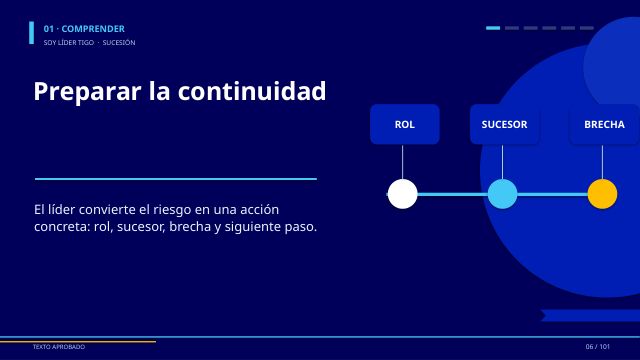 01 · COMPRENDER
SOY LÍDER TIGO · SUCESIÓN
Preparar la continuidad
ROL
SUCESOR
BRECHA
El líder convierte el riesgo en una acción
concreta: rol, sucesor, brecha y siguiente paso.
TEXTO APROBADO
06 / 101